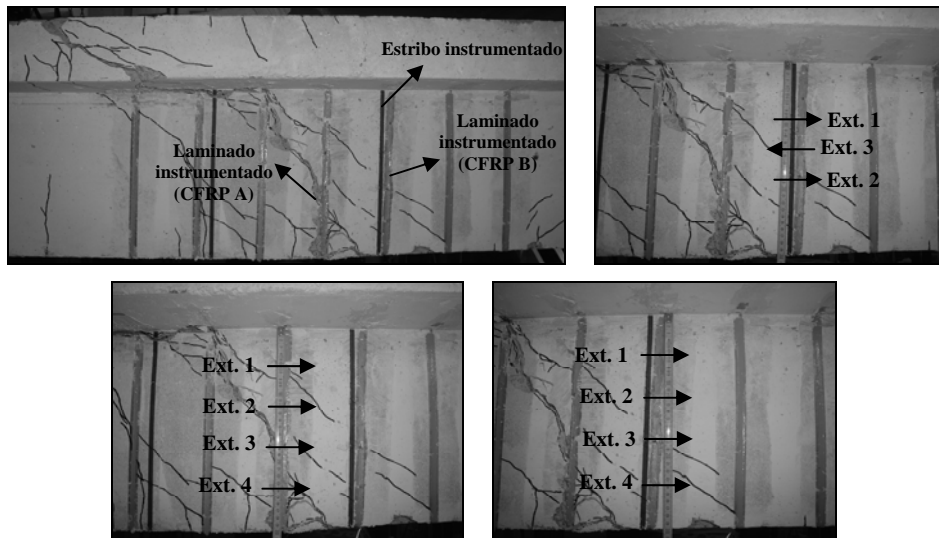 Estribo instrumentado
Laminado
instrumentado
(CFRP B)
Laminado
instrumentado
(CFRP A)
Ext. 1
Ext. 3
Ext. 2
Ext. 1
Ext. 2
Ext. 3
Ext. 4
Ext. 1
Ext. 2
Ext. 3
Ext. 4